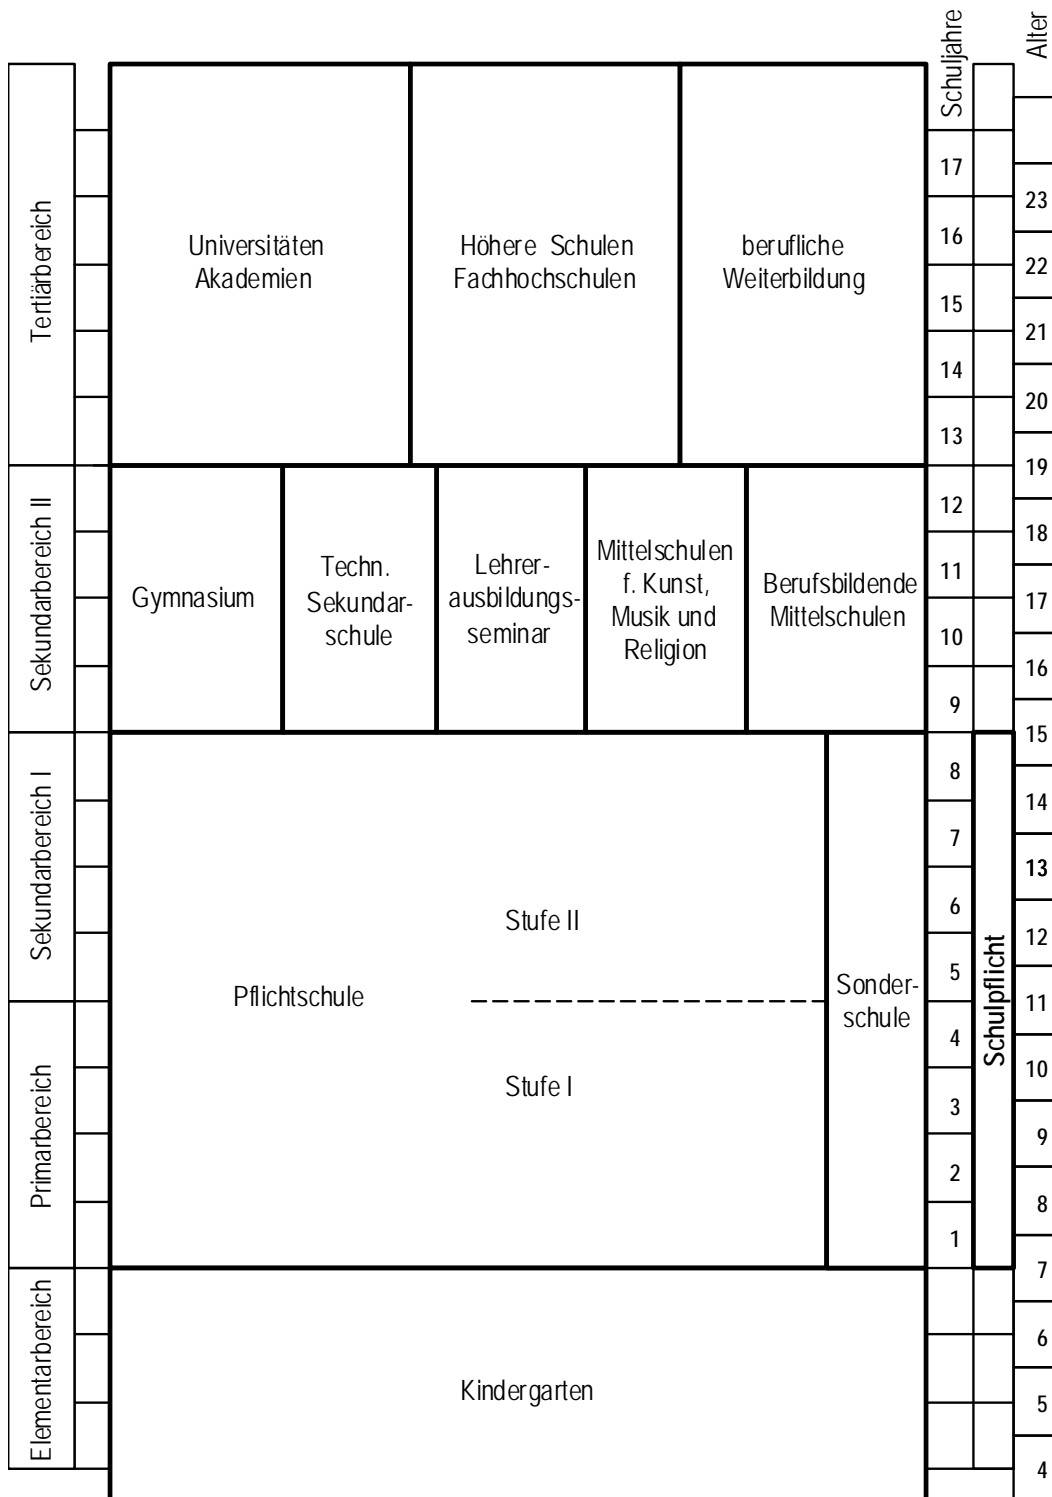 Schuljahre
Alter
Tertiärbereich
Universitäten
Akademien
Höhere Schulen
Fachhochschulen
berufliche
Weiterbildung
17
16
15
14
13
23
22
21
20
19
Sekundarbereich II
Gymnasium
Techn.
Sekundar-
schule
Lehrer-
ausbildungs-
seminar
Mittelschulen
f. Kunst,
Musik und
Religion
Berufsbildende
Mittelschulen
12
11
10
9
18
17
16
15
Sekundarbereich I
Primarbereich
Pflichtschule
Stufe II
Stufe I
Sonder-
schule
8
7
6
5
4
3
2
1
Schulpflicht
14
13
12
11
10
9
8
7
Elementarbereich
Kindergarten
6
5
4